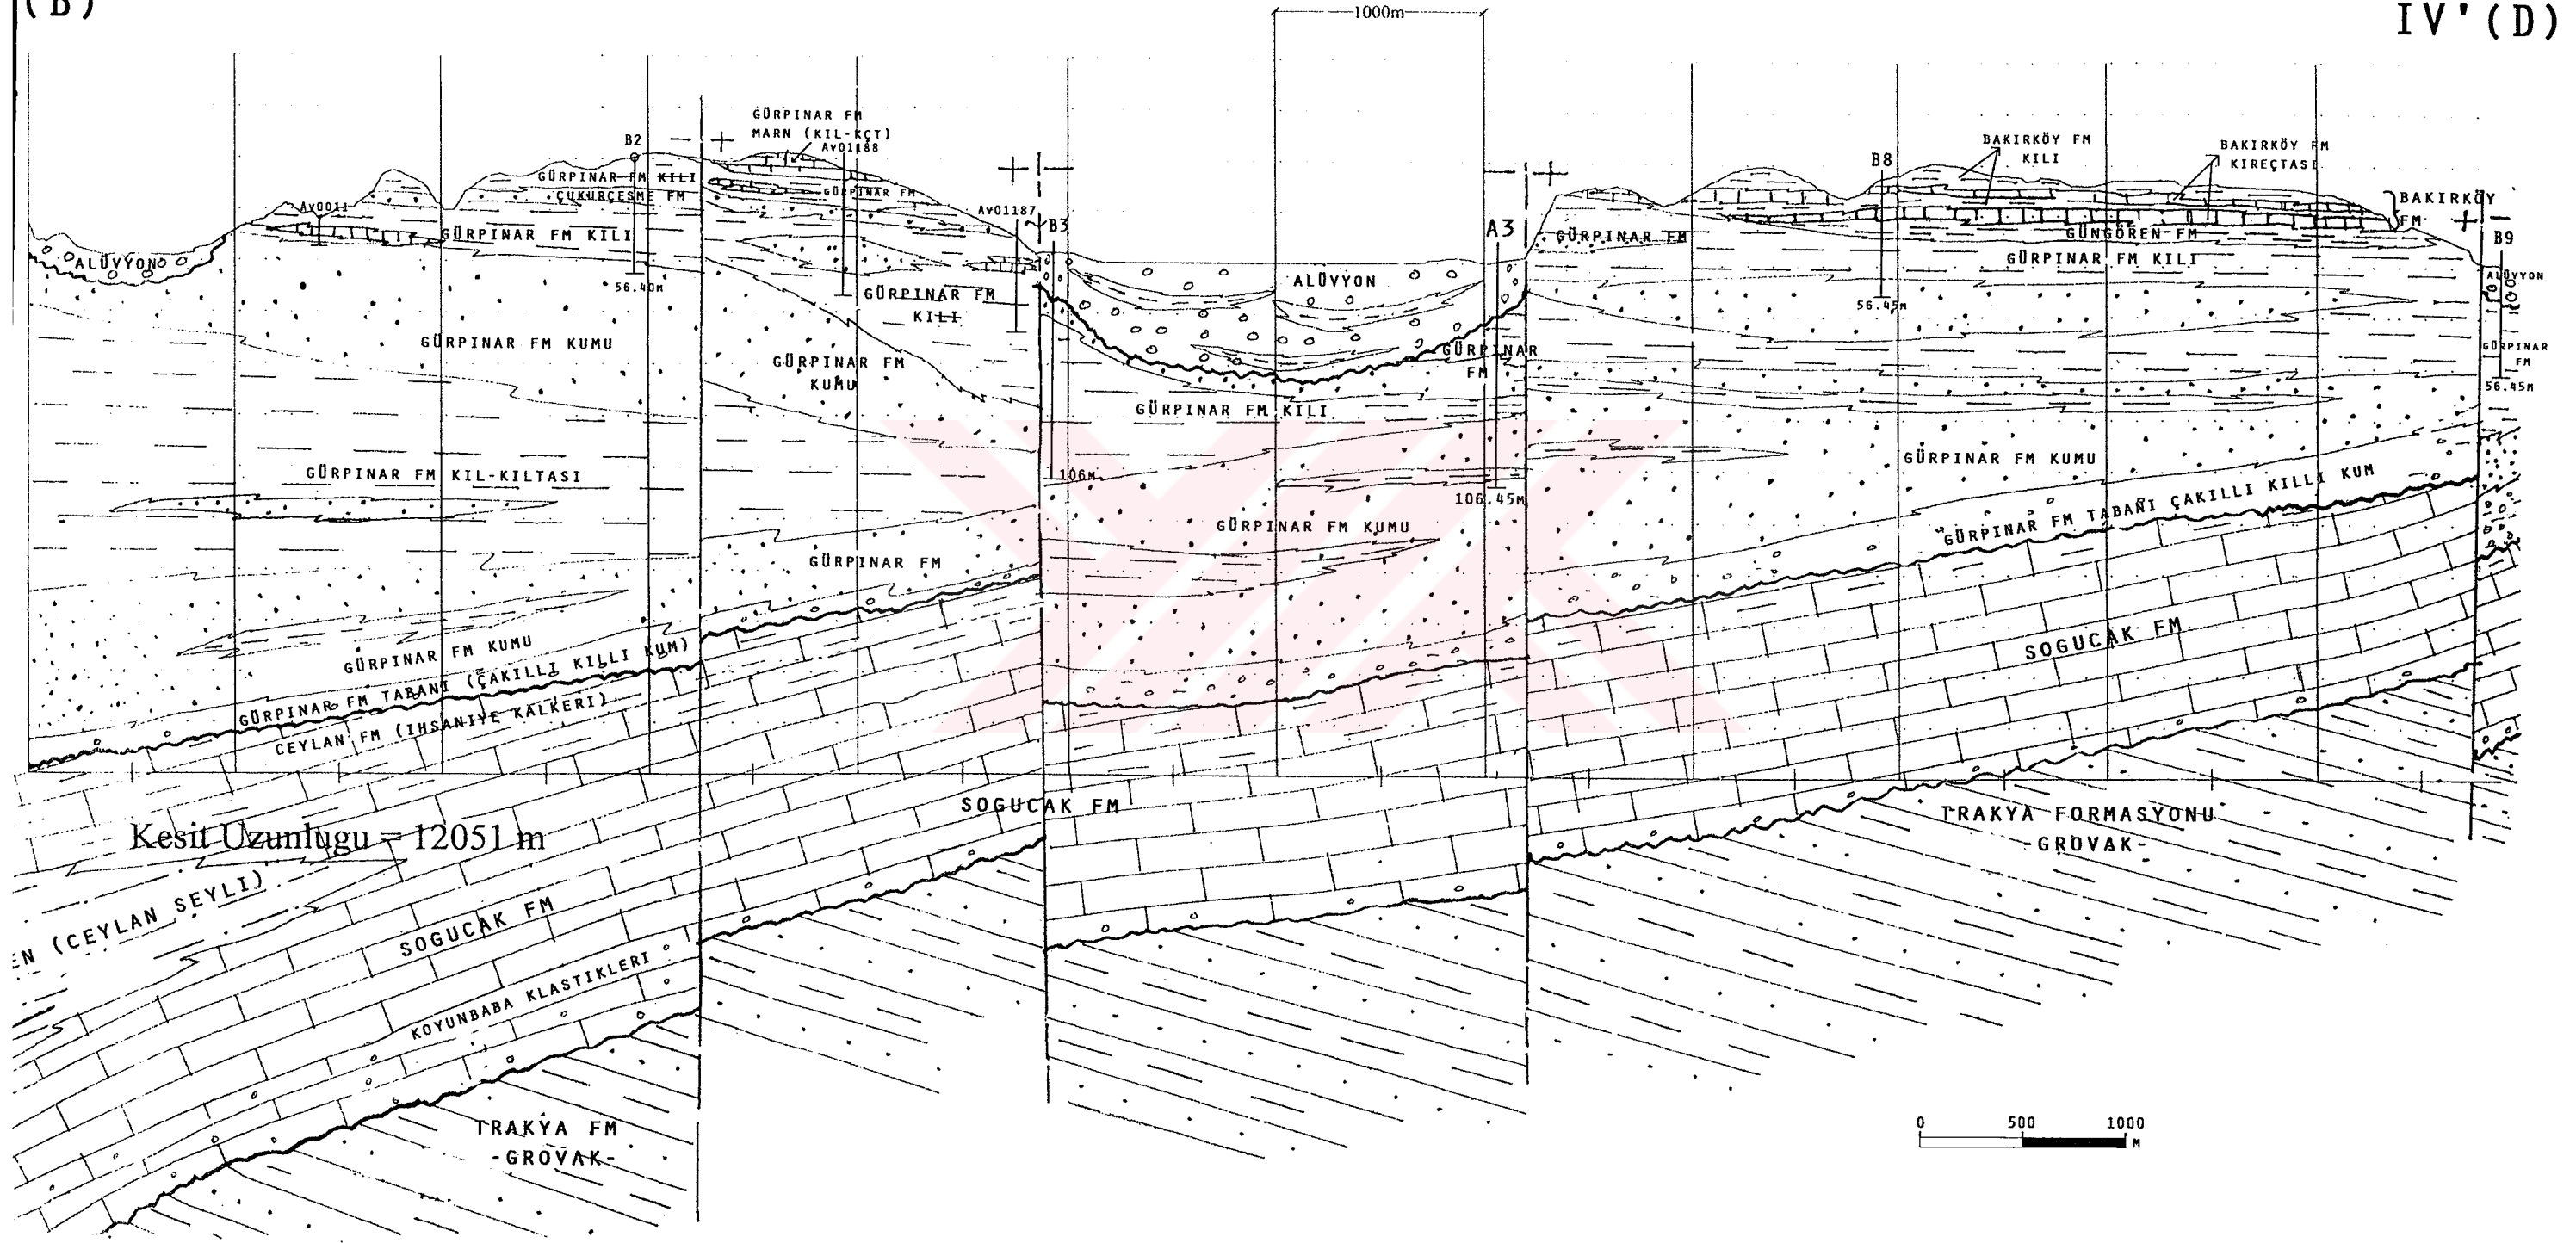 (B)
1000m
IV'(D)
GÜRPINAR FM
MARN (KIL-KÇT)
Av01188
B2
— +
+ —
— +
B8
BAKIRKÖY FM
KILI
BAKIRKÖY FM
KIREÇTASI
GÜRPINAR FM KILI
ÇUKURÇESME FM
GÜRPINAR FM
Av0011
Av01187
B3
A3
BAKIRKÖY
FM
+ —
B9
GÜRPINAR FM KILI
GÜRPINAR FM
GÜNGÖREN FM
GÜRPINAR FM KILI
ALÜVYON
ALÜVYON
ALÜVYON
56.40M
GÜRPINAR FM
KILI
56.45M
GÜRPINAR FM KUMU
GÜRPINAR FM
KUMU
GÜRPINAR
FM
GÜRPINAR
FM
56.45M
GÜRPINAR FM KILI
GÜRPINAR FM KIL-KILTASI
106M
106.45M
GÜRPINAR FM KUMU
GÜRPINAR FM KUMU
GÜRPINAR FM TABANI ÇAKILLI KILLI KUM
GÜRPINAR FM
GÜRPINAR FM KUMU
GÜRPINAR FM TABANI (ÇAKILLI KILLI KUM)
CEYLAN FM (IHSANIYE KALKERI)
SOGUCAK FM
SOGUCAK FM
Kesit Uzunlugu = 12051 m
TRAKYA FORMASYONU
-GROVAK-
EN (CEYLAN SEYLI)
SOGUCAK FM
KOYUNBABA KLASTIKLERI
TRAKYA FM
-GROVAK-
0 500 1000
M